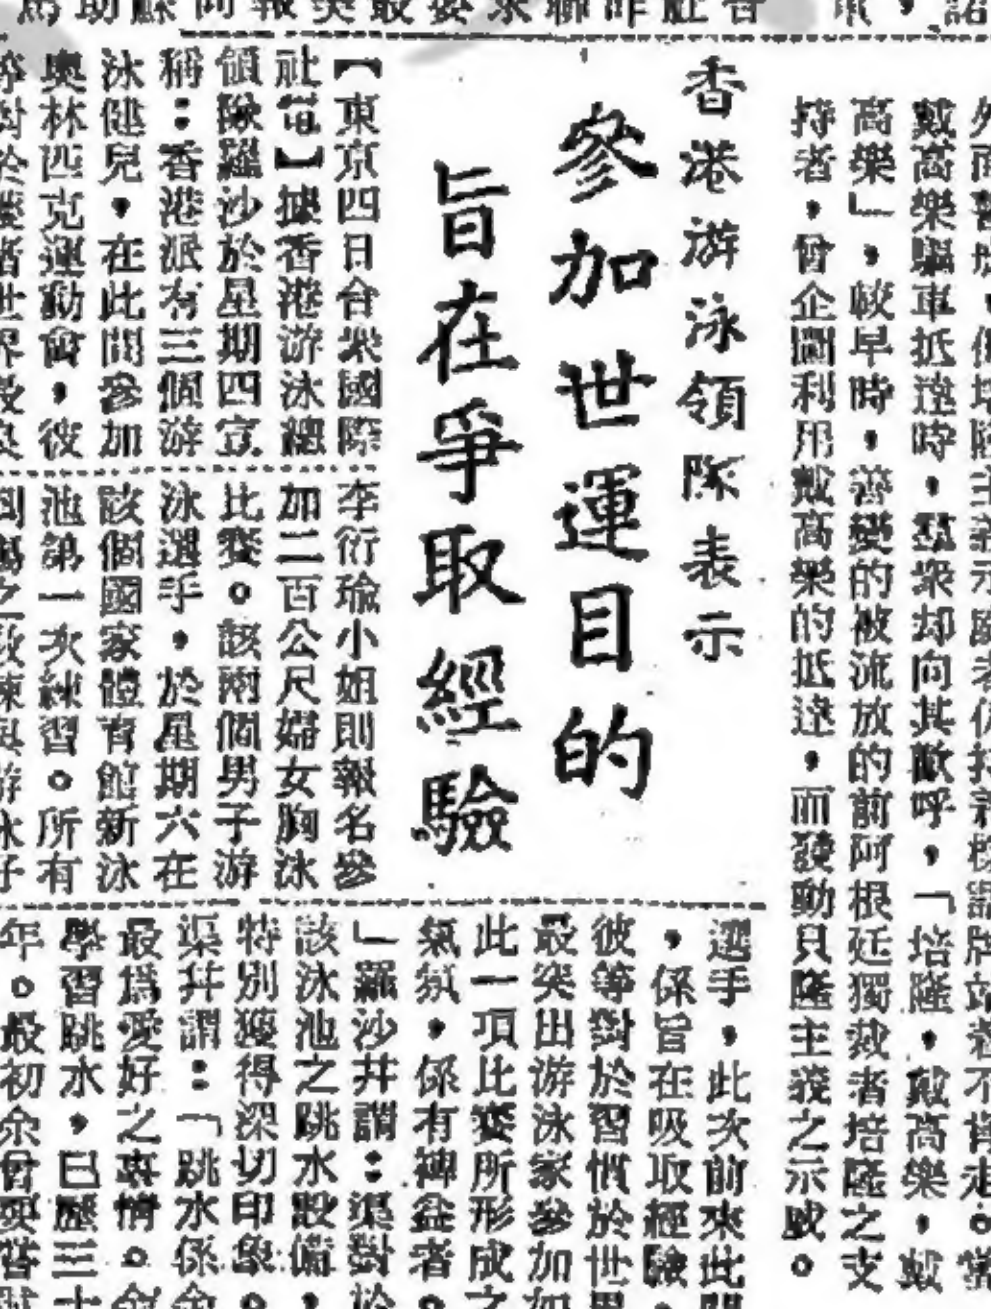 外
戴高樂驅車抵達時，羣衆却向其歡呼，「培隆，戴高樂，戴
高樂」，較早時，善變的被流放的前阿根廷獨裁者培隆之支
持者，曾企圖利用戴高樂的抵達，而發動貝隆主義之示威。
香港游泳領隊表示
參加世運目的
旨在爭取經驗
【東京四日合衆國際
社電】據香港游泳總
領隊羅沙於星期四宣
稱：香港派有三個游
泳健兒，在此間參加
奧林匹克運動會，彼
李衍瑜小姐則報名參
加二百公尺婦女胸泳
比賽。該兩個男子游
泳選手，於星期六在
該個國家體育館新泳
池第一次練習。所有
選手，此次前來此間
，係旨在吸取經驗。
彼等對於習慣於世界
最突出游泳家參加如
此一項比賽所形成之
氣氛，係有裨益者。
」羅沙幷謂：渠對於
該泳池之跳水設備，
特別獲得深切印象。
渠幷謂：「跳水係余
最爲愛好之事情。余
學習跳水，已歷三十
年。最初余曾